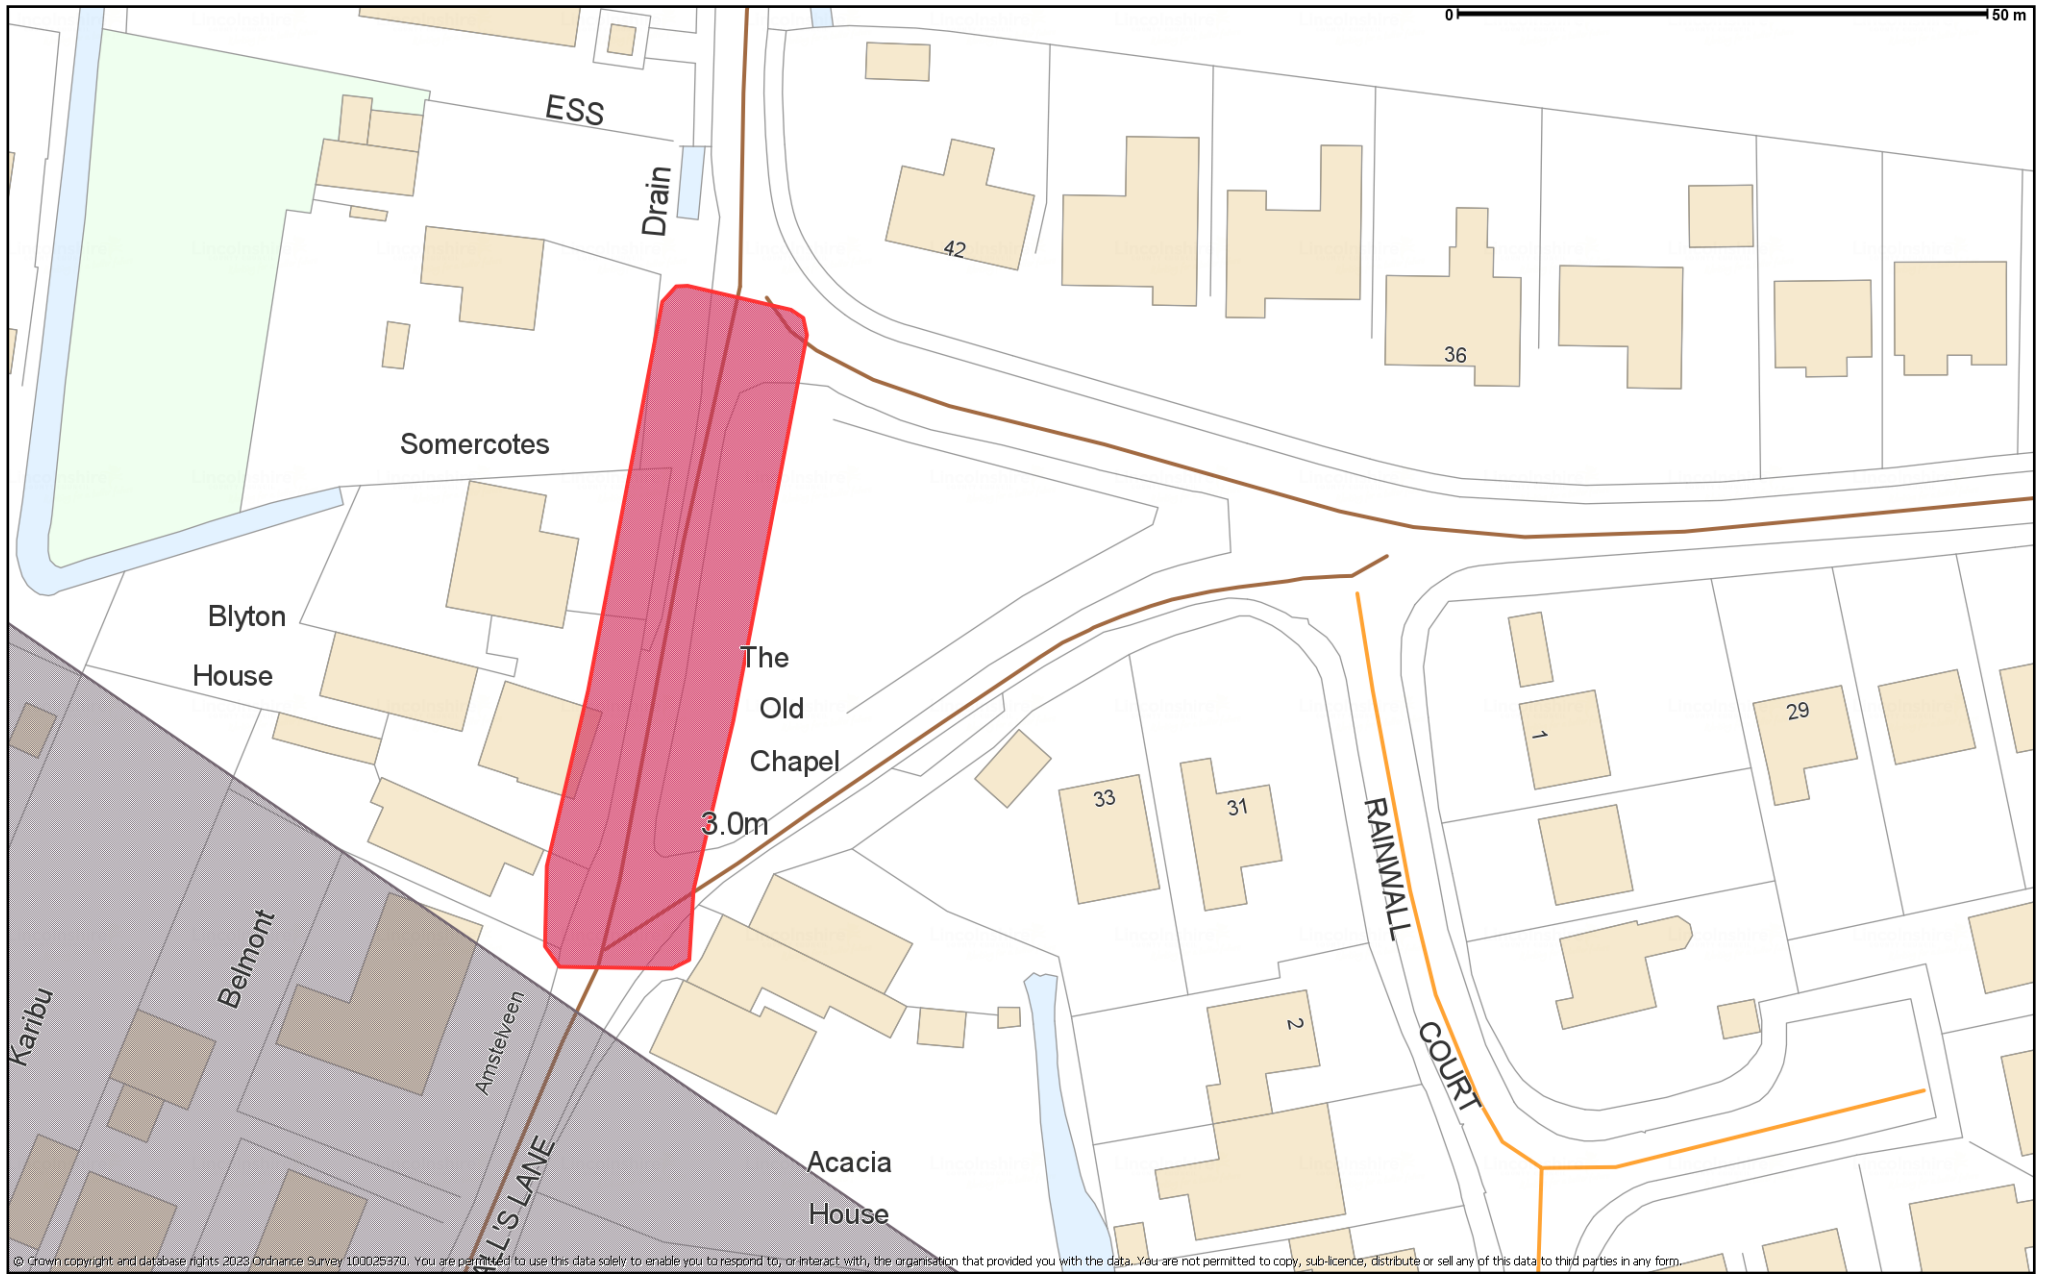 0 50 m
ESS
Drain
42
36
Somercotes
Blyton
House
The
Old
Chapel
3.0m
29
1
33
31
RAINWALL
COURT
2
Belmont
Karibu
Amstelveen
LL'S LANE
Acacia
House
© Crown copyright and database rights 2023 Ordnance Survey 100025370. You are permitted to use this data solely to enable you to respond to, or interact with, the organisation that provided you with the data. You are not permitted to copy, sub-licence, distribute or sell any of this data to third parties in any form.